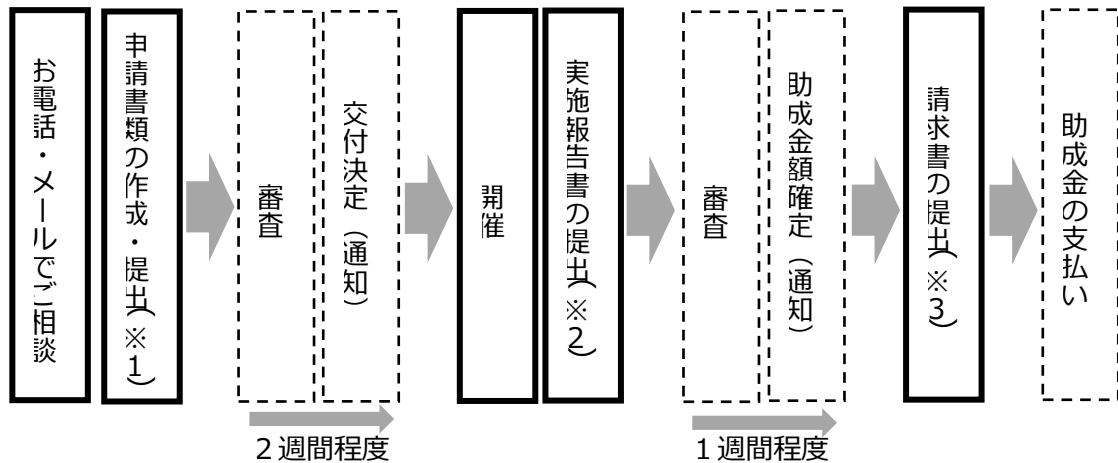 お電話・メールでご相談
申請書類の作成・提出(※1)
審査
交付決定（通知）
開催
実施報告書の提出(※2)
審査
助成金額確定（通知）
請求書の提出(※3)
助成金の支払い
2週間程度
1週間程度